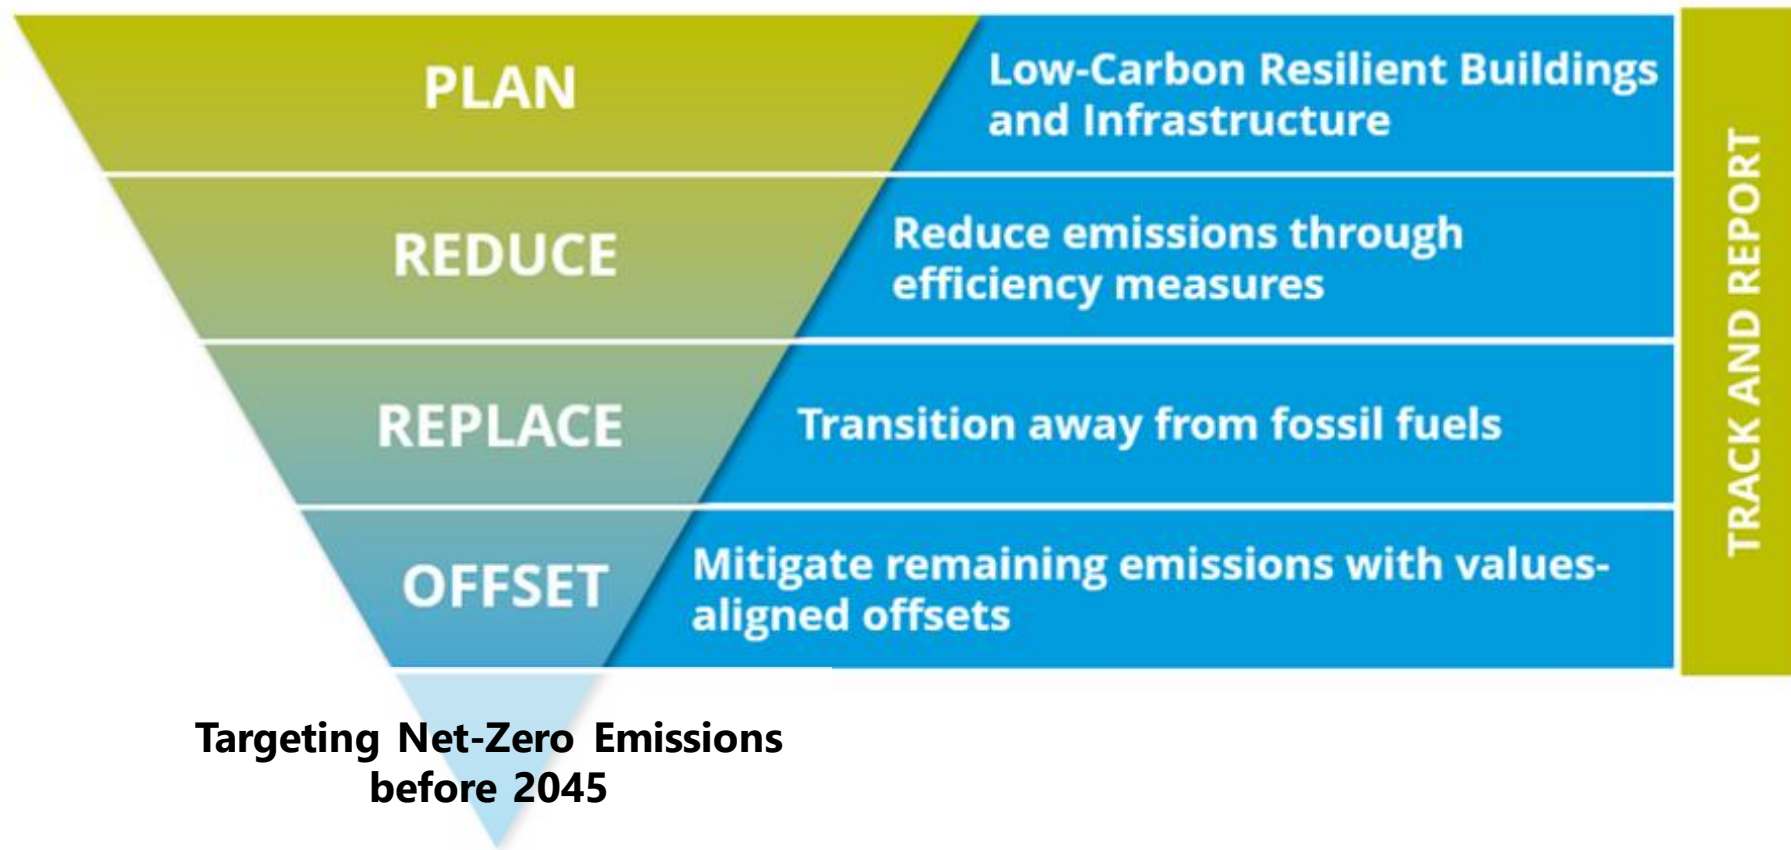 PLAN
Low-Carbon Resilient Buildings
and Infrastructure
REDUCE
Reduce emissions through
efficiency measures
REPLACE
Transition away from fossil fuels
OFFSET
Mitigate remaining emissions with values-
aligned offsets
TRACK AND REPORT
Targeting Net-Zero Emissions
before 2045